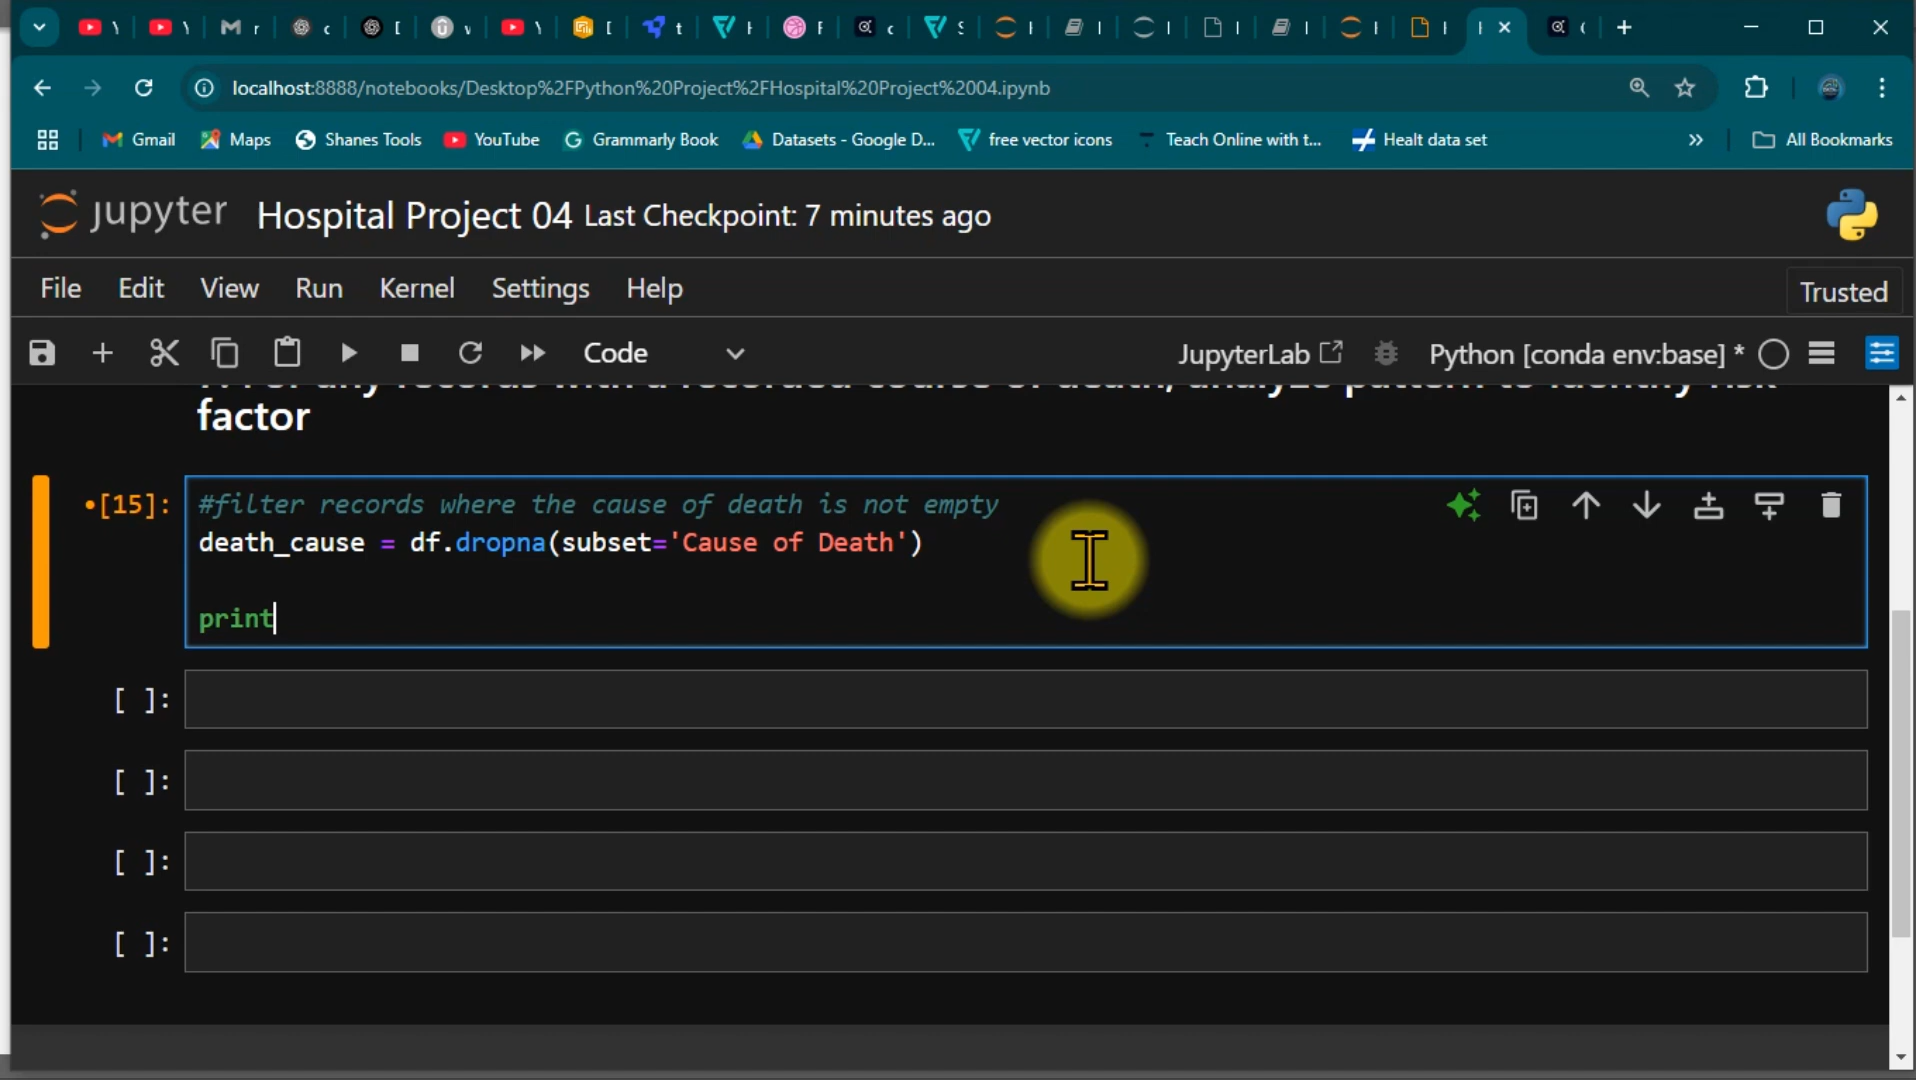 localhost:8888/notebooks/Desktop%2FPython%20Project%2FHospital%20Project%2004.ipynb
Gmail Maps Shanes Tools YouTube Grammarly Book Datasets - Google D... free vector icons Teach Online with t... Healt data set » All Bookmarks
jupyter Hospital Project 04 Last Checkpoint: 7 minutes ago
File Edit View Run Kernel Settings Help Trusted
Code JupyterLab Python [conda env:base] *
factor
•[15]: #filter records where the cause of death is not empty
death_cause = df.dropna(subset='Cause of Death')
print
[ ]:
[ ]:
[ ]:
[ ]: